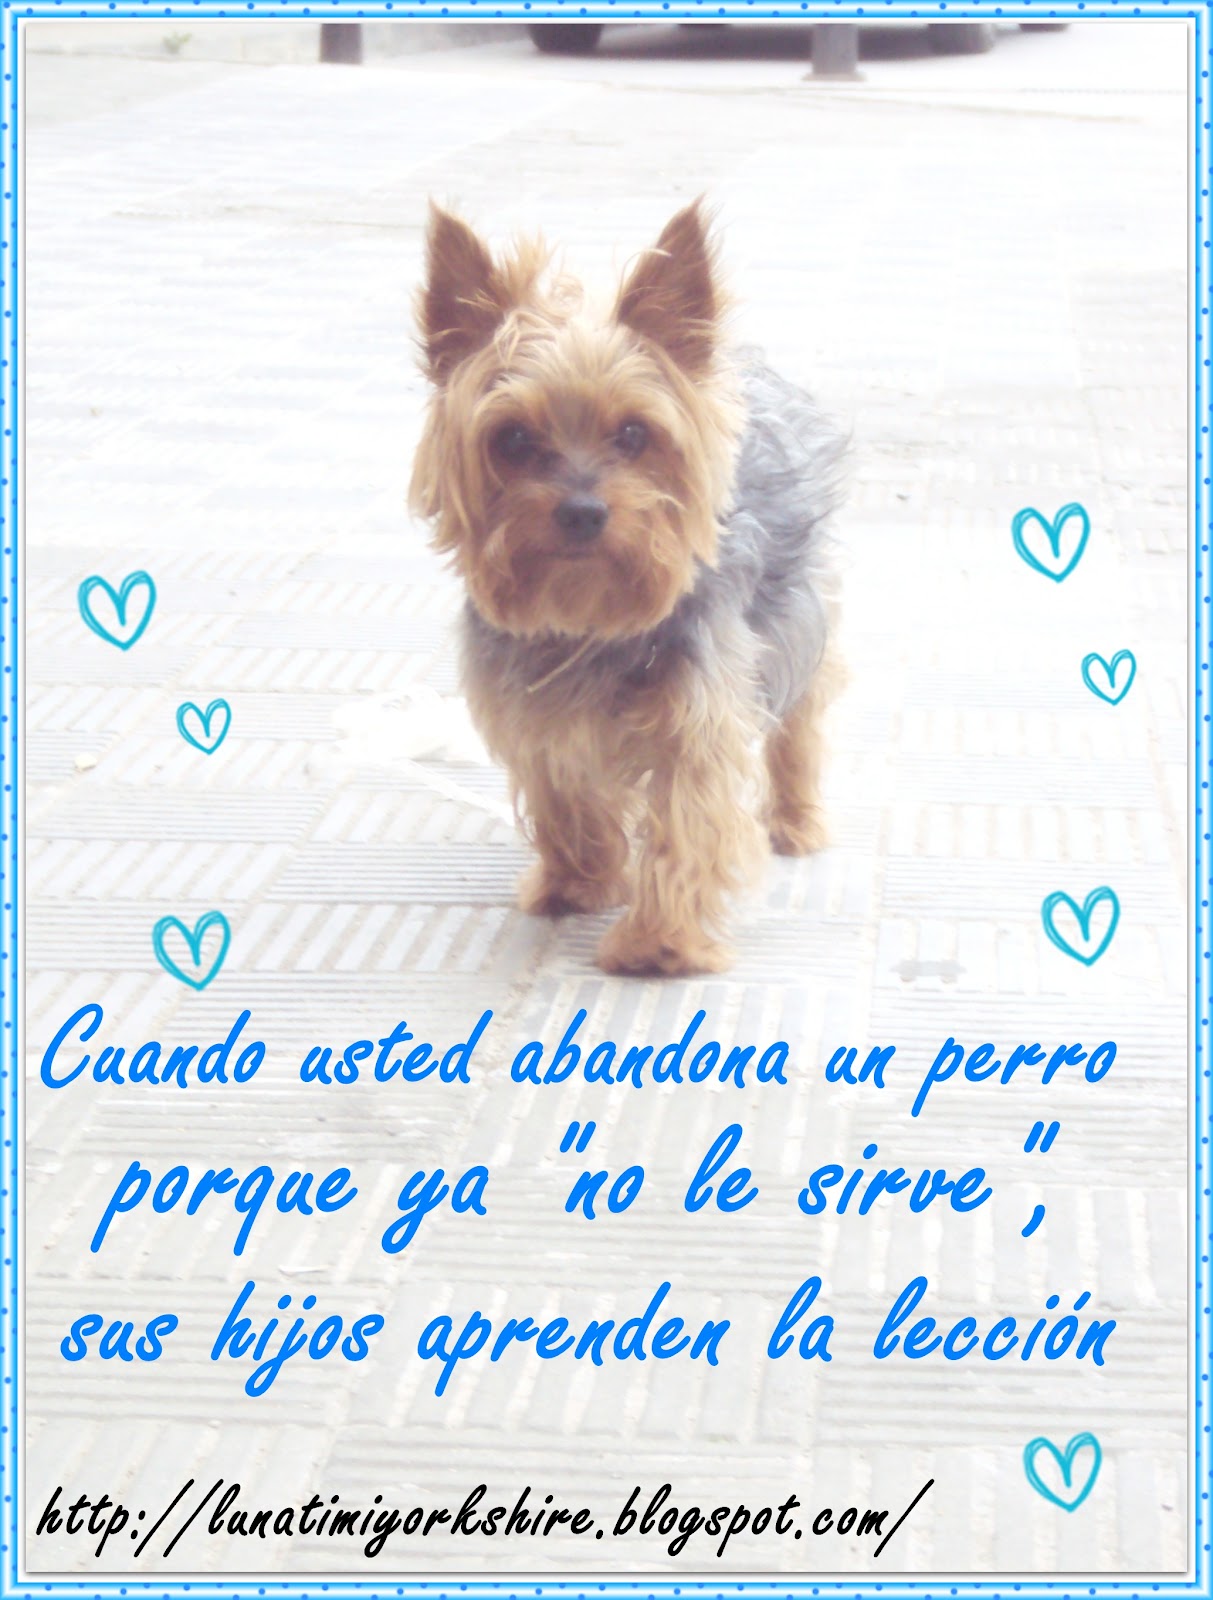 Cuando usted abandona un perro
porque ya "no le sirve",
sus hijos aprenden la lección
http://lunatimiyorkshire.blogspot.com/